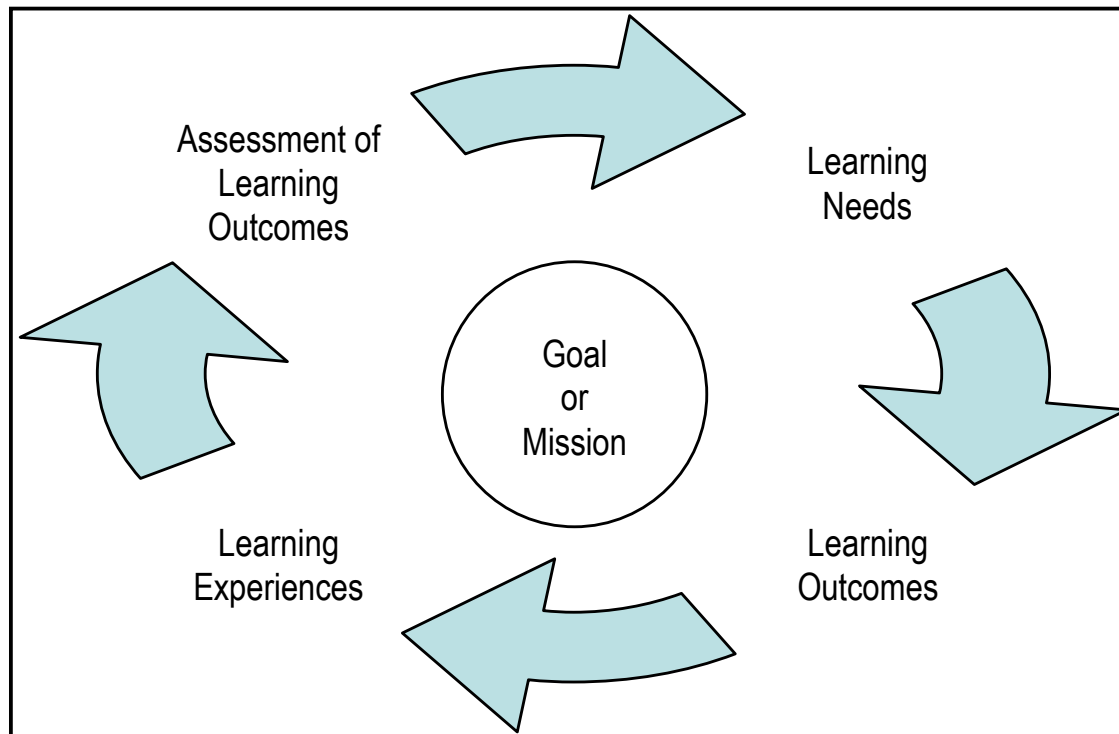 Assessment of
Learning
Outcomes
Learning
Needs
Goal
or
Mission
Learning
Experiences
Learning
Outcomes